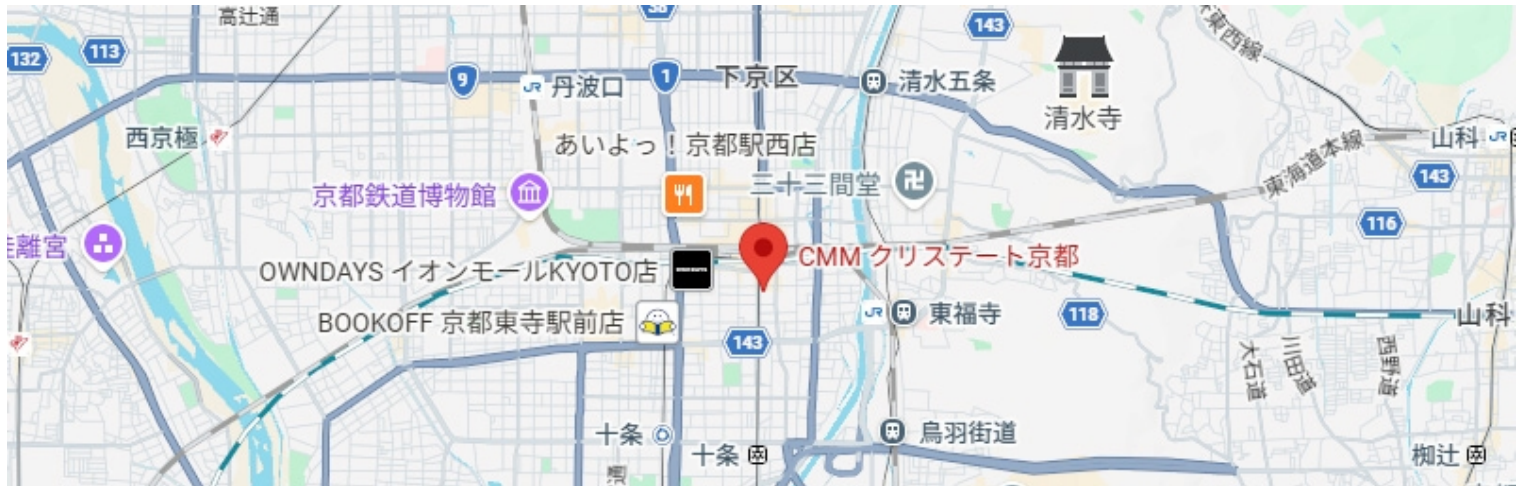 高辻通
38
143
東西線
132
113
9
JR 丹波口
1
下京区
清水五条
清水寺
西京極
あいよっ！京都駅西店
山科 JR
東海道本線
143
京都鉄道博物館
三十三間堂
116
離宮
OWNDAYS イオンモールKYOTO店
CMM クリステート京都
BOOKOFF 京都東寺駅前店
143
JR 東福寺
118
山科
大石道
川田道
西野道
十条
十条
鳥羽街道
椥辻
通